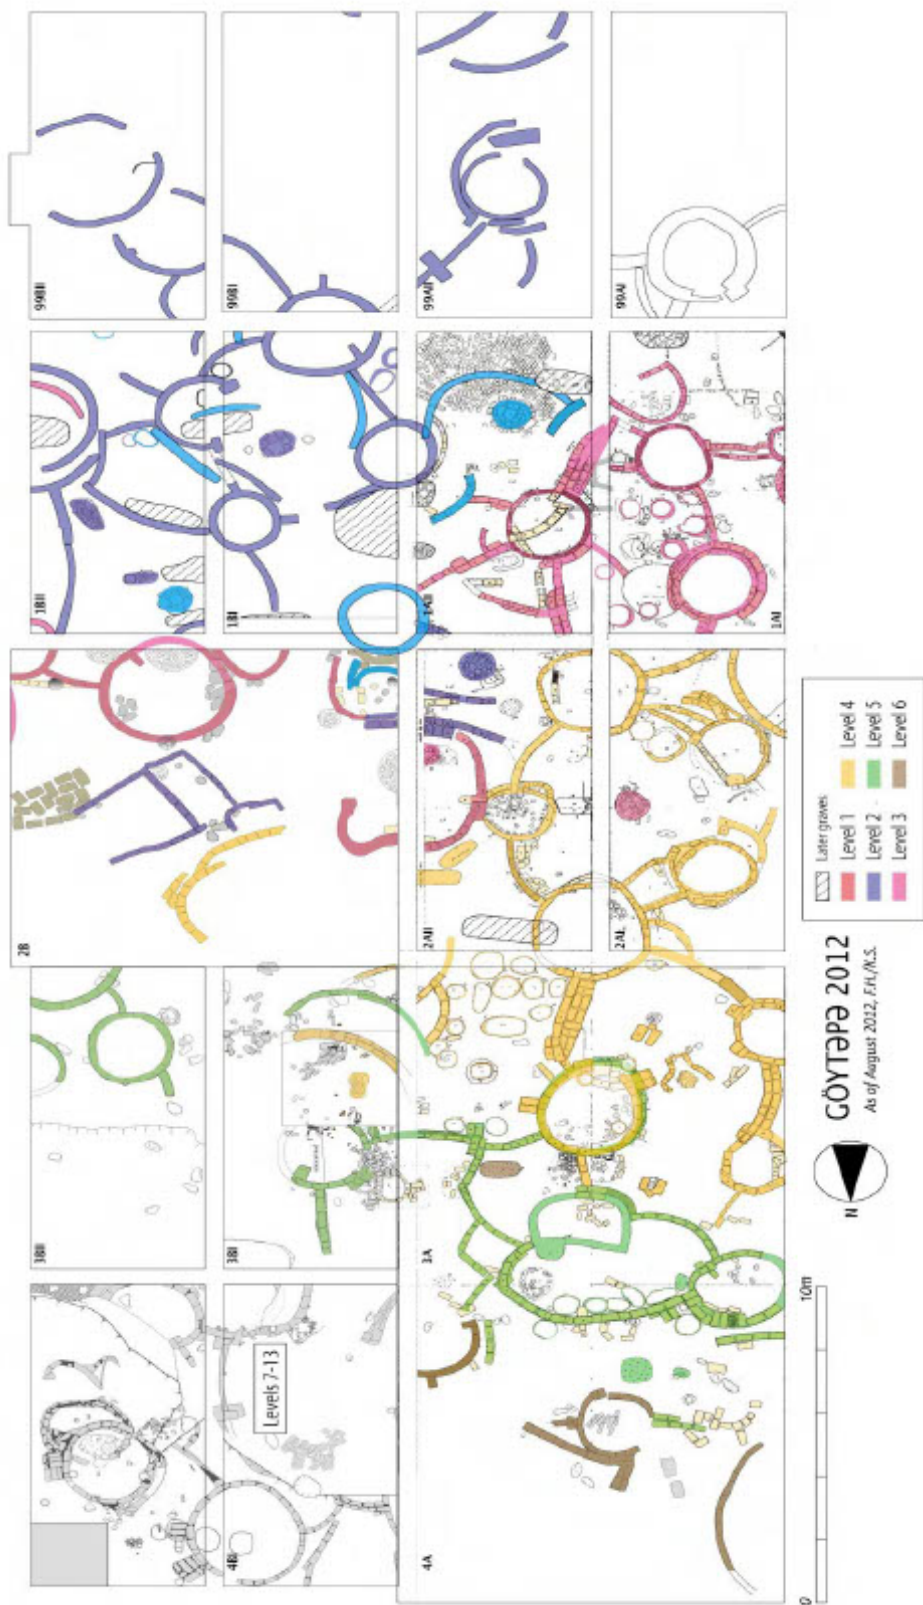 99BII
99BI
99AII
99AI
1BII
1BI
1AII
1AI
2B
2AII
2AI
3BII
3BI
3A
4BI
Levels 7-13
4A
Later graves
Level 1
Level 2
Level 3
Level 4
Level 5
Level 6
GÖYTƏPƏ 2012
As of August 2012, F.H./K.S.
N
0
10m